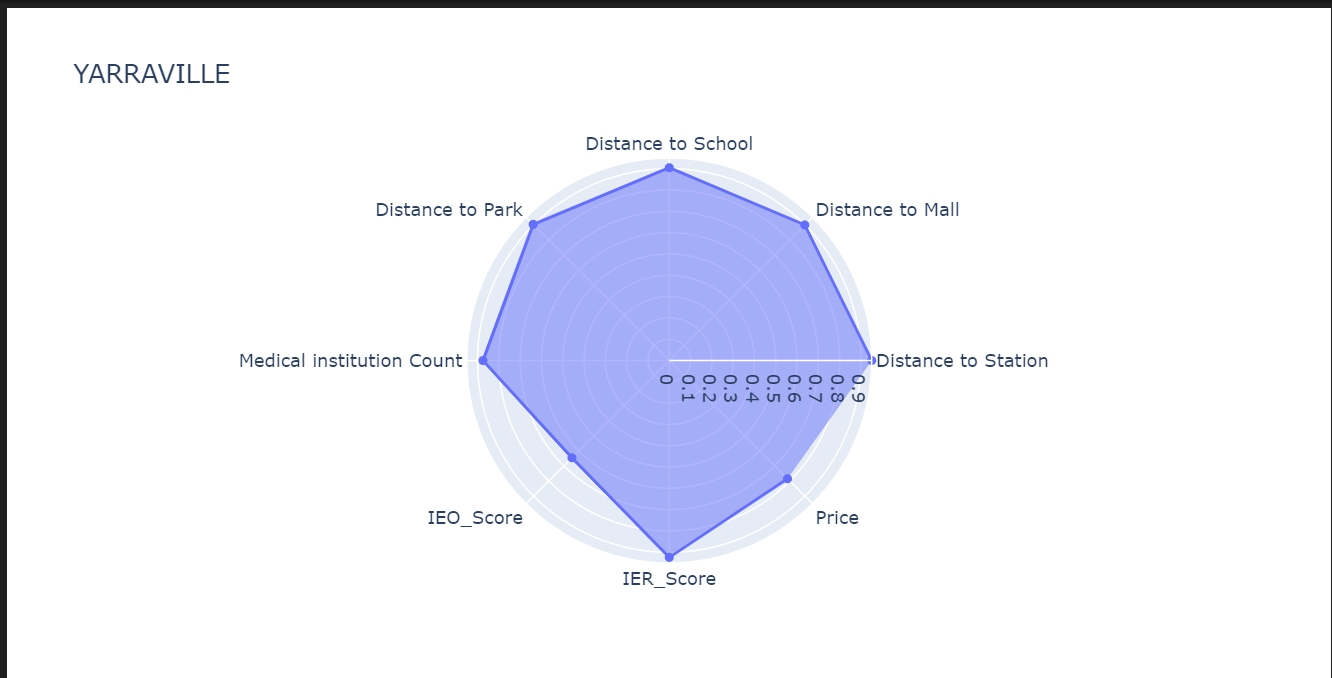 YARRAVILLE
Distance to School
Distance to Park
Distance to Mall
Medical institution Count
Distance to Station
0
0.1
0.2
0.3
0.4
0.5
0.6
0.7
0.8
0.9
IEO_Score
Price
IER_Score